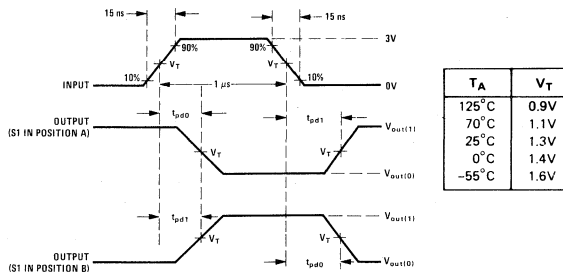 15 ns
15 ns
3V
90%
90%
V_T
V_T
10%
1 μs
10%
INPUT
0V
OUTPUT
(S1 IN POSITION A)
t_pd0
t_pd1
V_out(1)
V_T
V_T
V_out(0)
t_pd1
V_out(1)
V_T
V_T
OUTPUT
(S1 IN POSITION B)
t_pd0
V_out(0)
T_A V_T
125°C 0.9V
70°C 1.1V
25°C 1.3V
0°C 1.4V
-55°C 1.6V